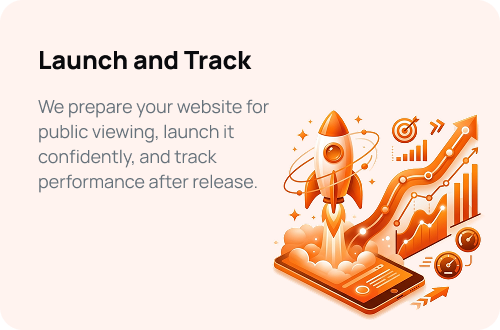 Launch and Track
We prepare your website for
public viewing, launch it
confidently, and track
performance after release.